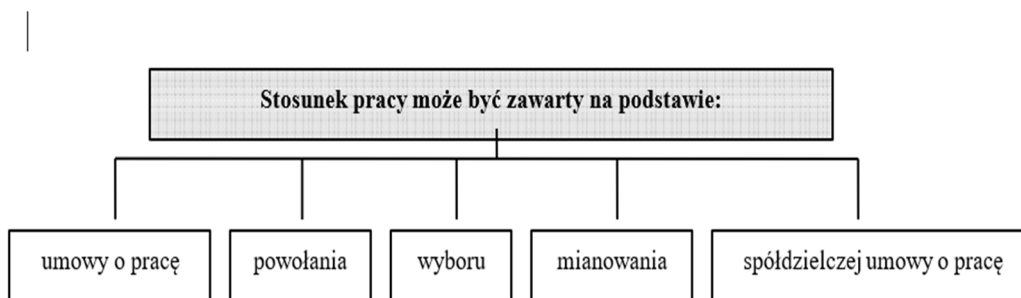 Stosunek pracy może być zawarty na podstawie:
umowy o pracę
powołania
wyboru
mianowania
spółdzielczej umowy o pracę